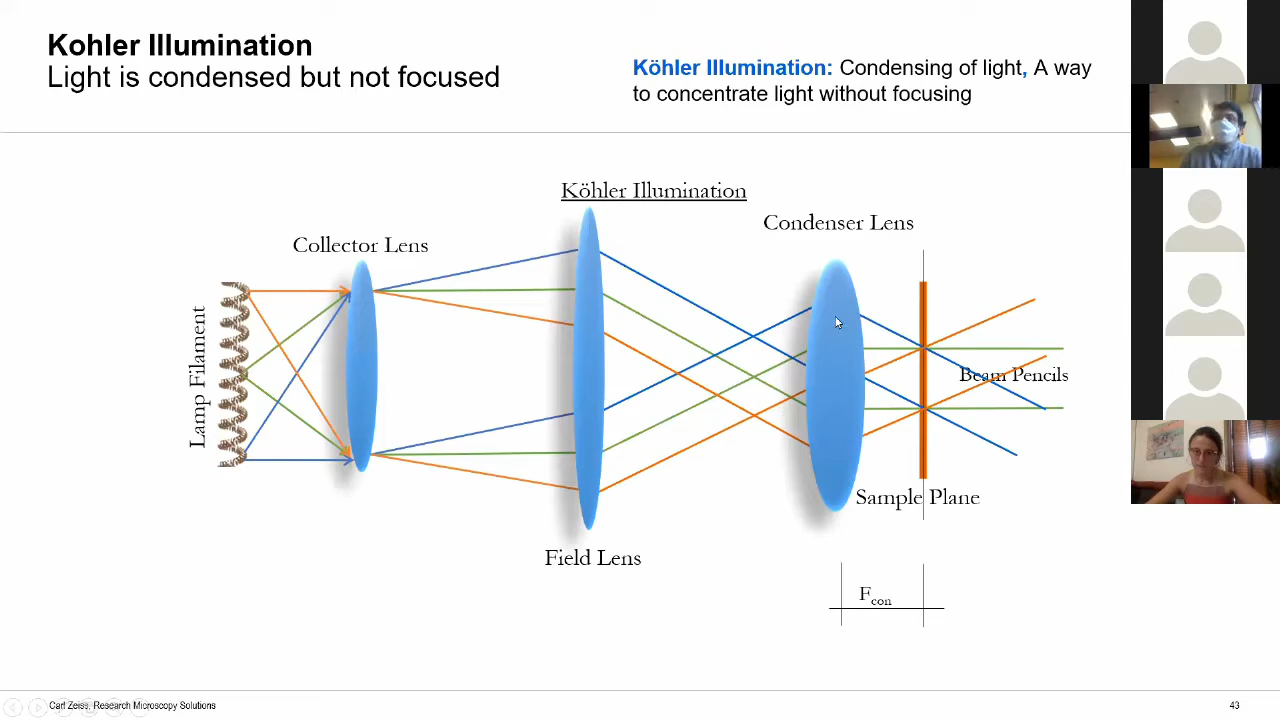 Kohler Illumination
Light is condensed but not focused
Köhler Illumination: Condensing of light, A way
to concentrate light without focusing
Köhler Illumination
Condenser Lens
Collector Lens
Lamp Filament
Beam Pencils
Sample Plane
Field Lens
Fcon
Carl Zeiss, Research Microscopy Solutions
43